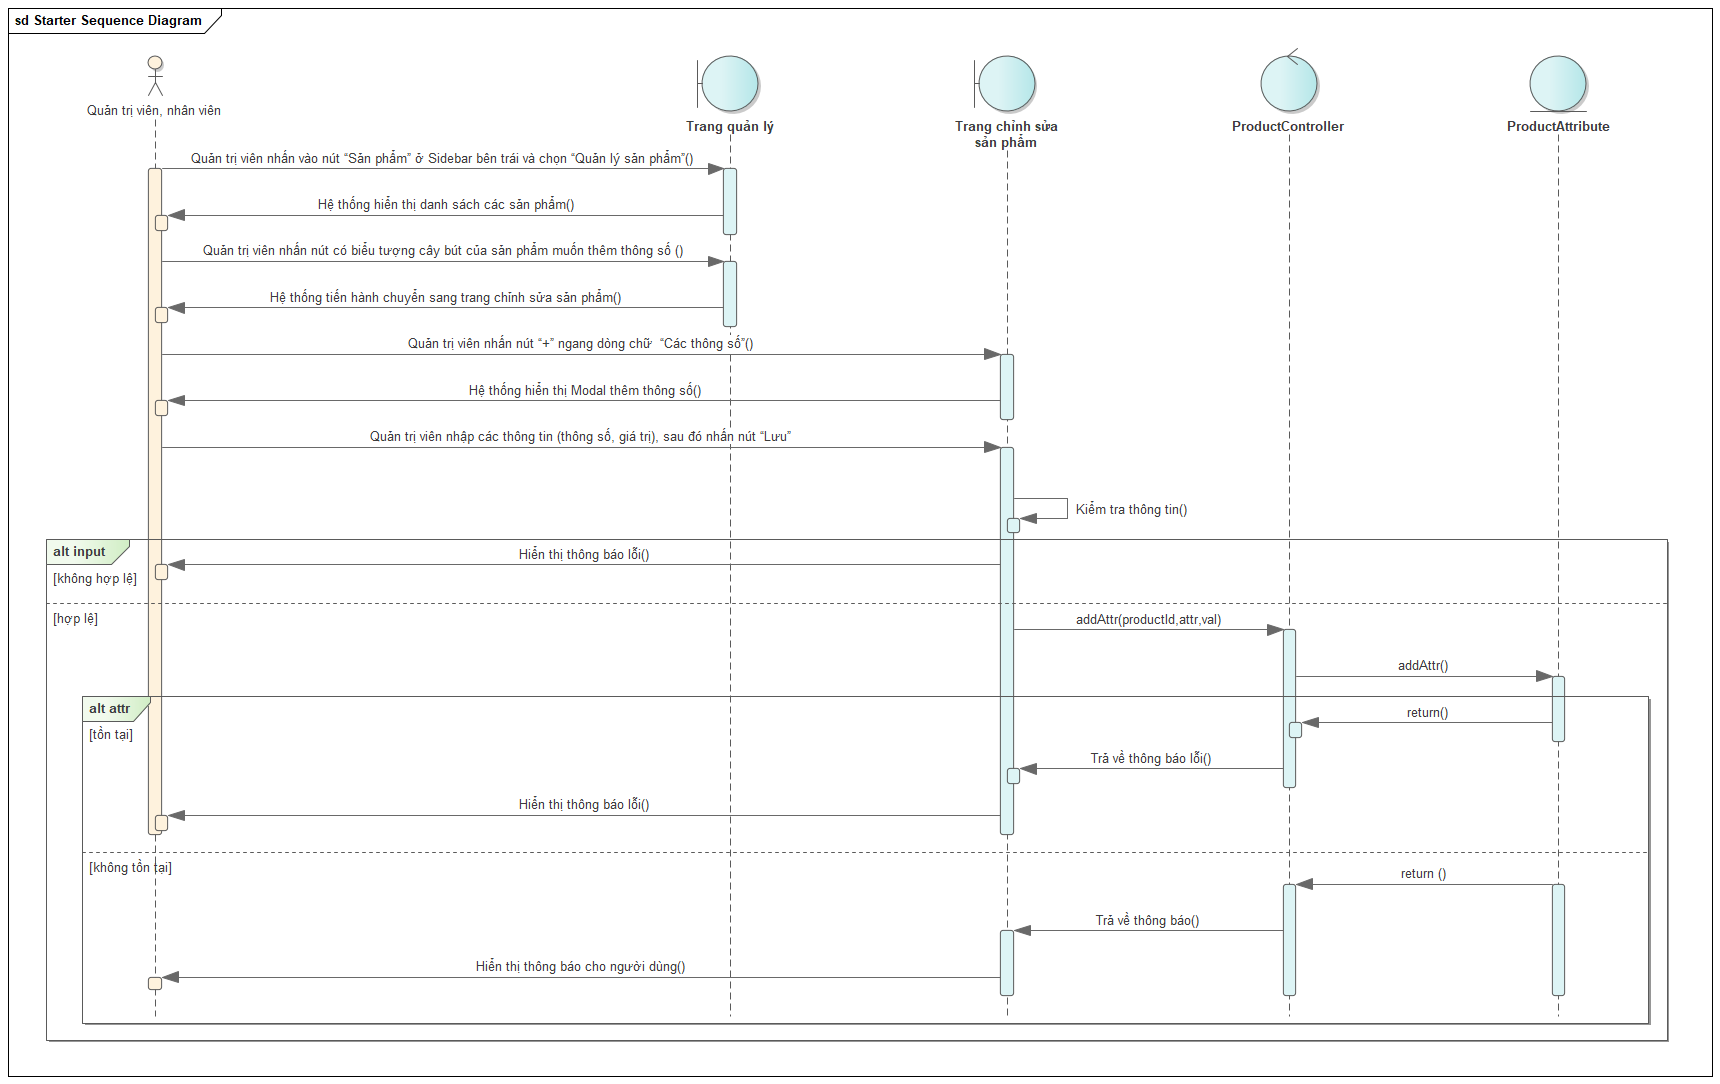 sd Starter Sequence Diagram
Quản trị viên, nhân viên
Trang quản lý
Trang chỉnh sửa
sản phẩm
ProductController
ProductAttribute
Quản trị viên nhấn vào nút “Sản phẩm” ở Sidebar bên trái và chọn “Quản lý sản phẩm”()
Hệ thống hiển thị danh sách các sản phẩm()
Quản trị viên nhấn nút có biểu tượng cây bút của sản phẩm muốn thêm thông số ()
Hệ thống tiến hành chuyển sang trang chỉnh sửa sản phẩm()
Quản trị viên nhấn nút “+” ngang dòng chữ  “Các thông số”()
Hệ thống hiển thị Modal thêm thông số()
Quản trị viên nhập các thông tin (thông số, giá trị), sau đó nhấn nút “Lưu”
Kiểm tra thông tin()
alt input
Hiển thị thông báo lỗi()
[không hợp lệ]
[hợp lệ]
addAttr(productId,attr,val)
addAttr()
alt attr
return()
[tồn tại]
Trả về thông báo lỗi()
Hiển thị thông báo lỗi()
[không tồn tại]
return ()
Trả về thông báo()
Hiển thị thông báo cho người dùng()